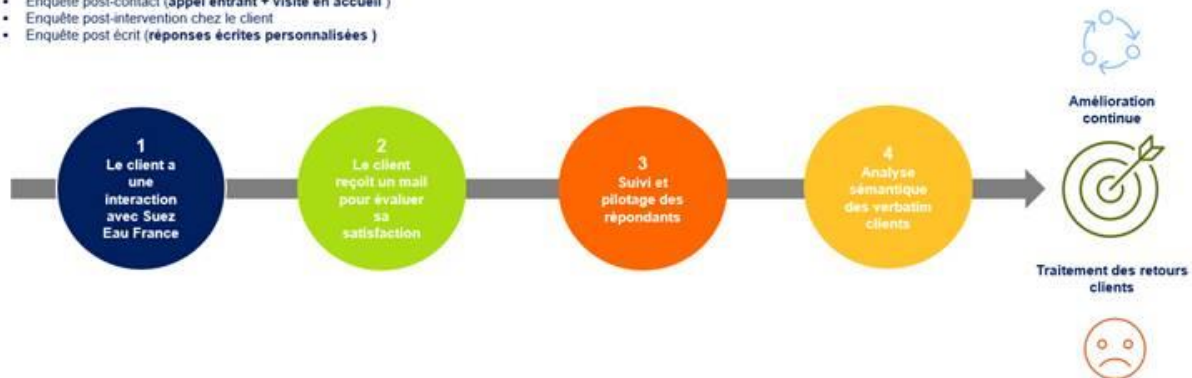 ▪ Enquête post-contact (appel entrant + visite en accueil )
▪ Enquête post-intervention chez le client
▪ Enquête post écrit (réponses écrites personnalisées )
1
Le client a
une
interaction
avec Suez
Eau France
2
Le client
reçoit un mail
pour évaluer
sa
satisfaction
3
Suivi et
pilotage des
répondants
4
Analyse
sémantique
des verbatim
clients
Amélioration
continue
Traitement des retours
clients